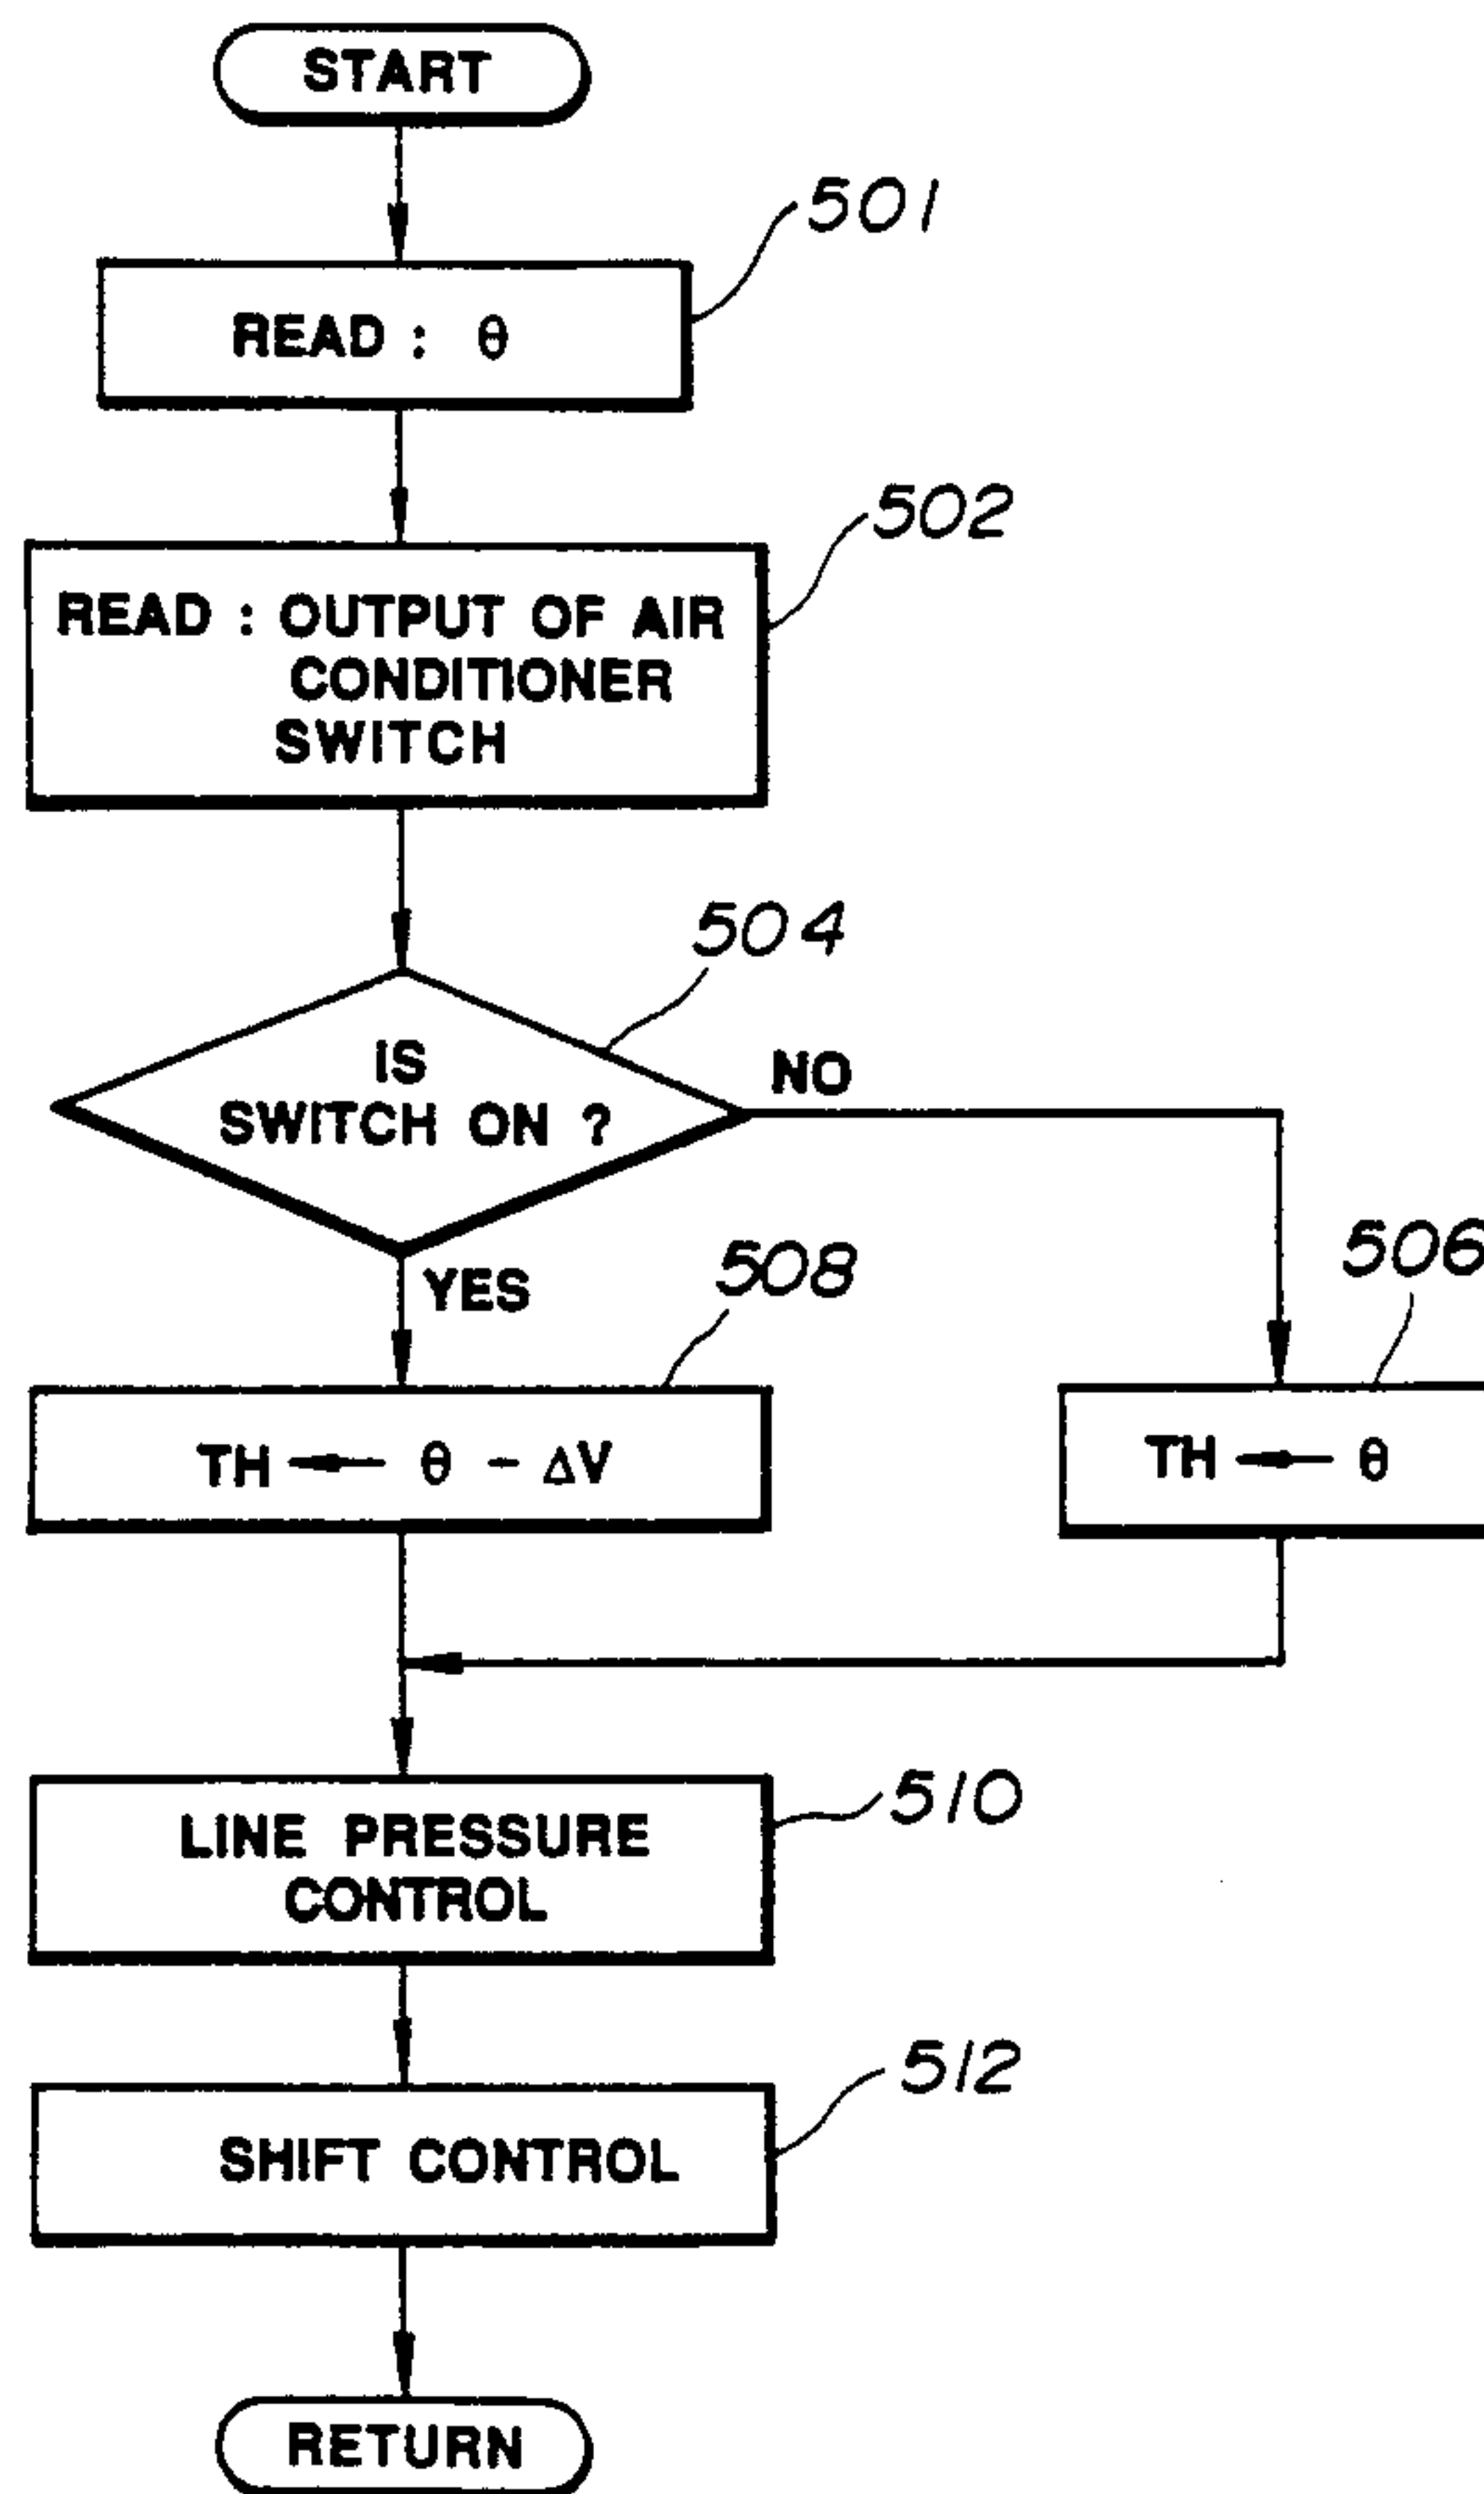 START
501
READ : θ
502
READ : OUTPUT OF AIR
CONDITIONER
SWITCH
504
IS
SWITCH ON ?
NO
YES
508
506
TH ← θ - ΔV
TH ← θ
LINE PRESSURE
CONTROL
510
512
SHIFT CONTROL
RETURN